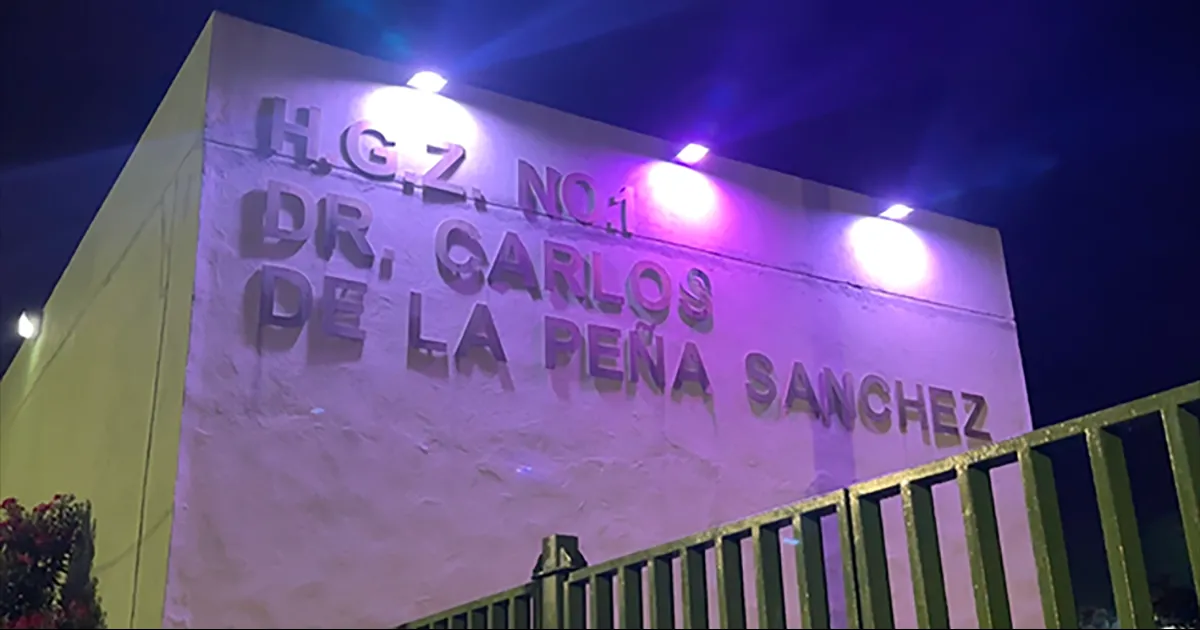 H.G.Z. NO.1
DR. CARLOS
DE LA PEÑA SANCHEZ